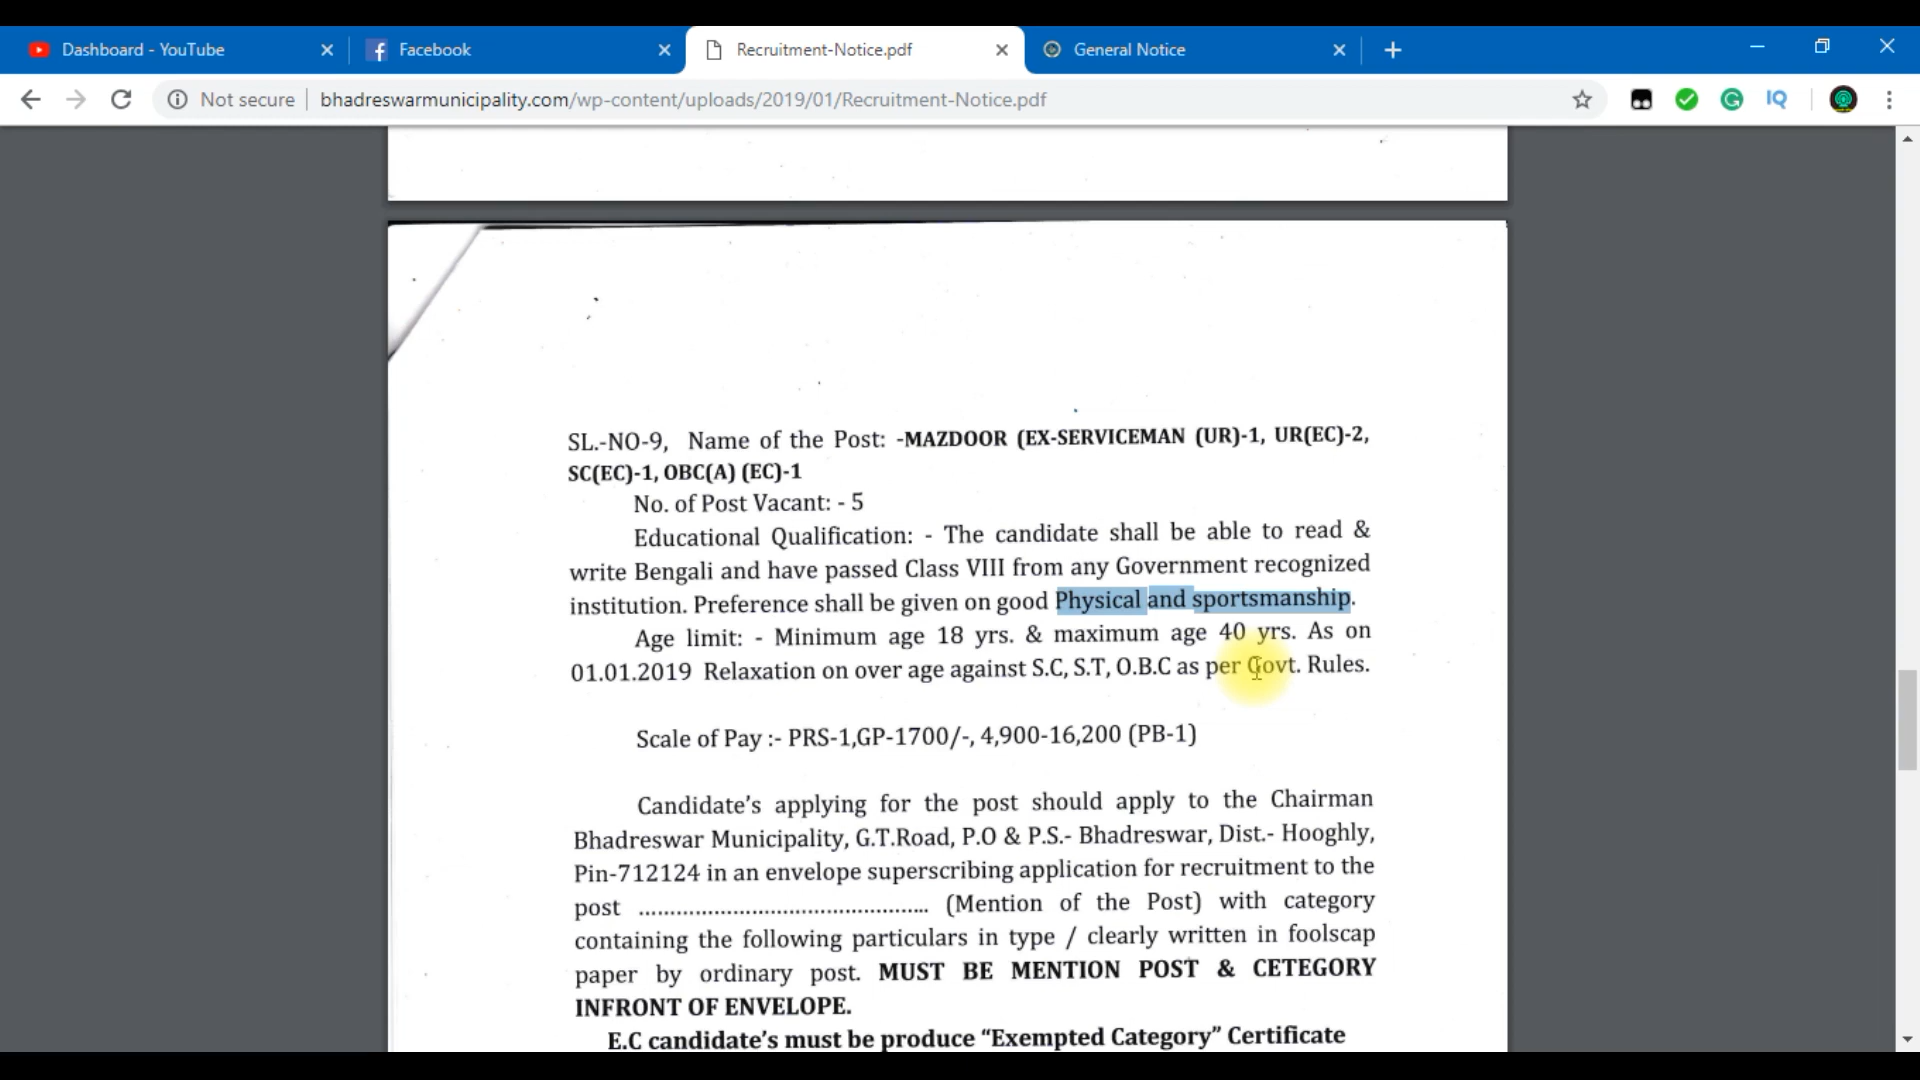 Dashboard - YouTube
Facebook
Recruitment-Notice.pdf
General Notice
Not secure
bhadreswarmunicipality.com/wp-content/uploads/2019/01/Recruitment-Notice.pdf
IQ
SL.-NO-9, Name of the Post: -MAZDOOR (EX-SERVICEMAN (UR)-1, UR(EC)-2,
SC(EC)-1, OBC(A) (EC)-1
No. of Post Vacant: - 5
Educational Qualification: - The candidate shall be able to read &
write Bengali and have passed Class VIII from any Government recognized
institution. Preference shall be given on good Physical and sportsmanship.
Age limit: - Minimum age 18 yrs. & maximum age 40 yrs. As on
01.01.2019 Relaxation on over age against S.C, S.T, O.B.C as per Govt. Rules.
Scale of Pay :- PRS-1,GP-1700/-, 4,900-16,200 (PB-1)
Candidate's applying for the post should apply to the Chairman
Bhadreswar Municipality, G.T.Road, P.O & P.S.- Bhadreswar, Dist.- Hooghly,
Pin-712124 in an envelope superscribing application for recruitment to the
post .............................................. (Mention of the Post) with category
containing the following particulars in type / clearly written in foolscap
paper by ordinary post. MUST BE MENTION POST & CETEGORY
INFRONT OF ENVELOPE.
E.C candidate's must be produce “Exempted Category” Certificate